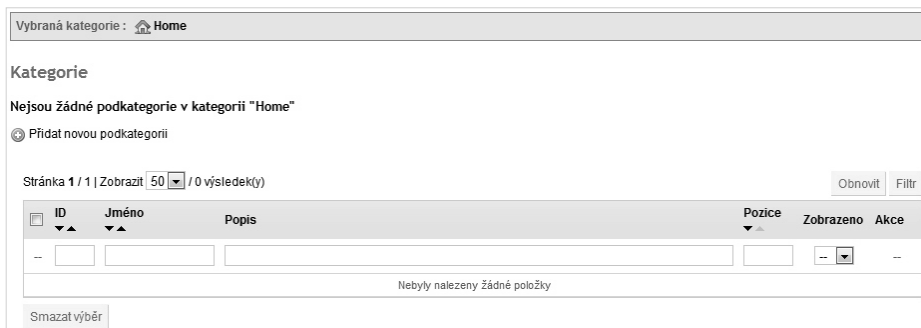 Vybraná kategorie : Home
Kategorie
Nejsou žádné podkategorie v kategorii "Home"
Přidat novou podkategorii
Stránka 1 / 1 | Zobrazit 50 / 0 výsledek(y)
Obnovit Filtr
ID Jméno Popis Pozice Zobrazeno Akce
-- -- --
Nebyly nalezeny žádné položky
Smazat výběr